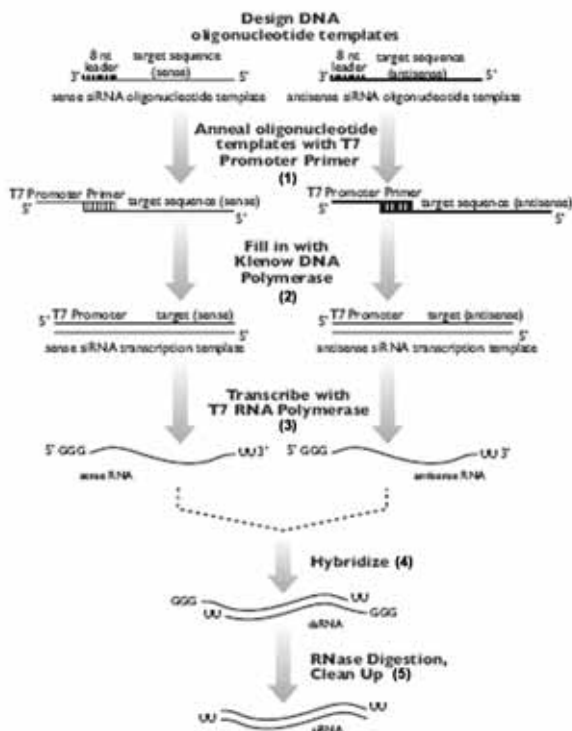 Design DNA
oligonucleotide templates
8 nt
leader
target sequence
(sense)
3'
5'
sense siRNA oligonucleotide template
8 nt
leader
target sequence
(antisense)
3'
5'
antisense siRNA oligonucleotide template
Anneal oligonucleotide
templates with T7
Promoter Primer
(1)
T7 Promoter Primer
5'
target sequence (sense)
5'
T7 Promoter Primer
5'
target sequence (antisense)
5'
Fill in with
Klenow DNA
Polymerase
(2)
5' T7 Promoter target (sense)
5'
sense siRNA transcription template
5' T7 Promoter target (antisense)
5'
antisense siRNA transcription template
Transcribe with
T7 RNA Polymerase
(3)
5' GGG UU 3'
sense RNA
5' GGG UU 3'
antisense RNA
Hybridize (4)
GGG UU
UU GGG
dsRNA
RNase Digestion,
Clean Up (5)
UU
UU
siRNA